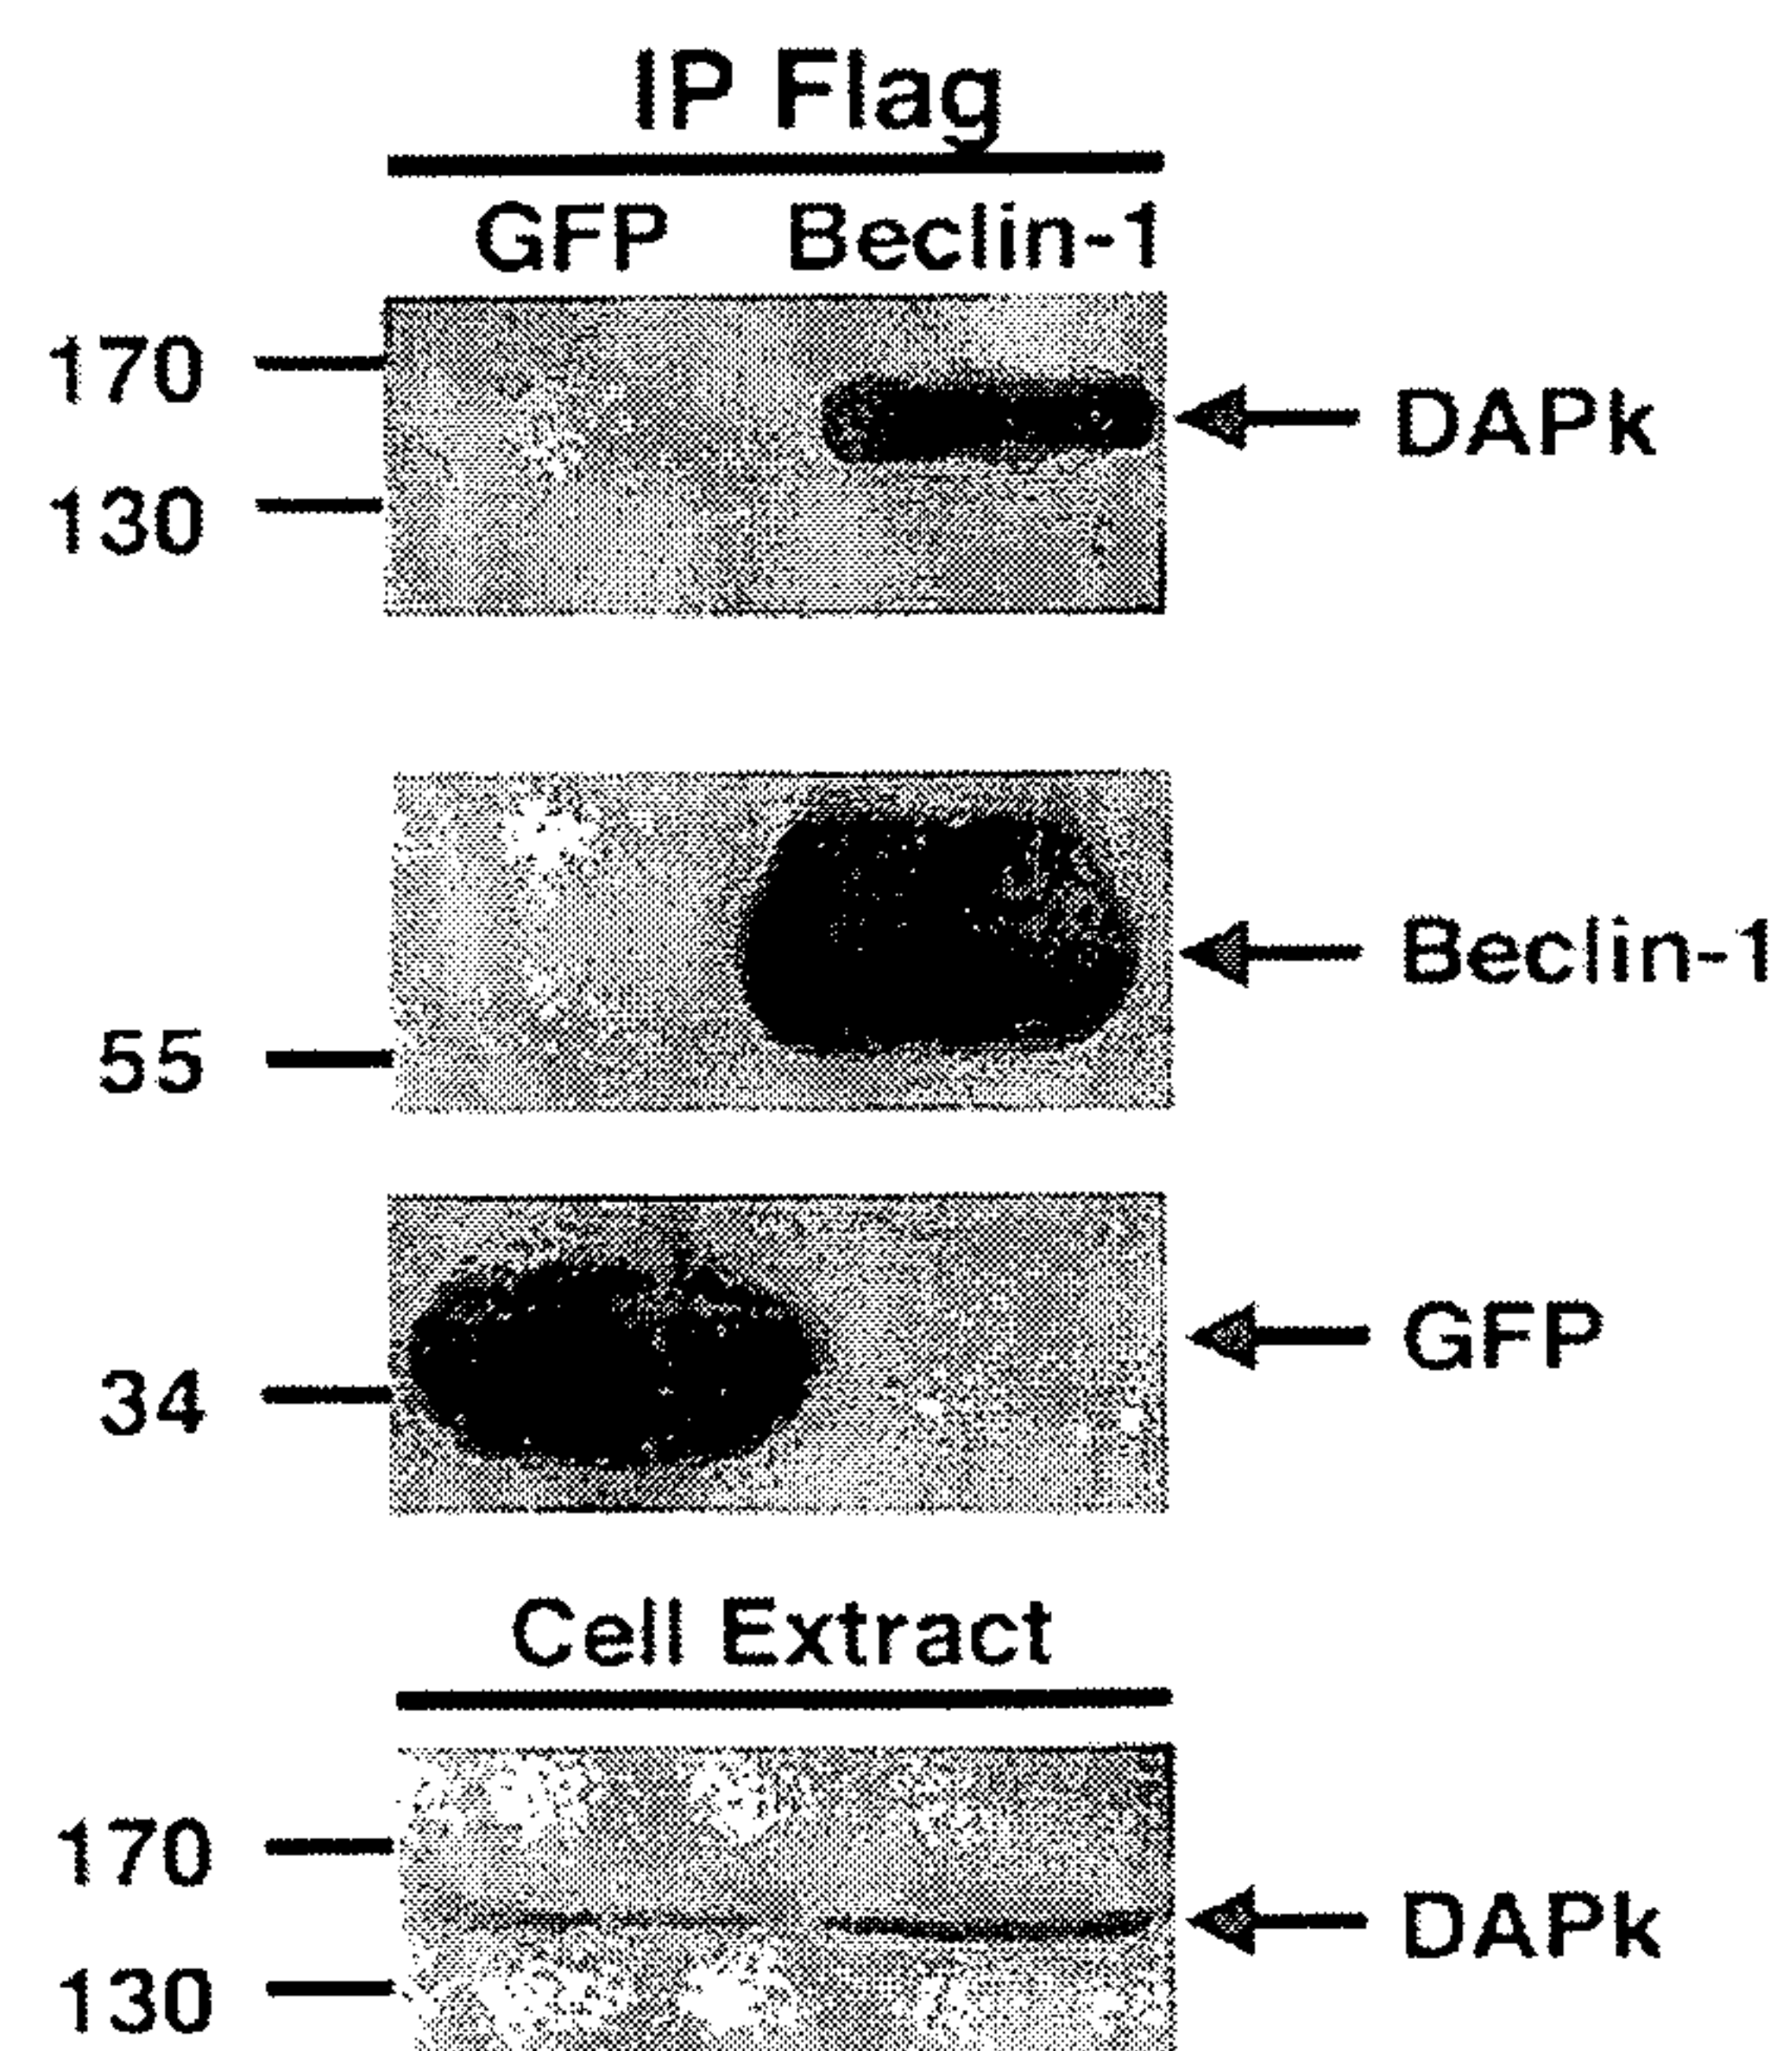 IP Flag
GFP Beclin-1
170
DAPk
130
Beclin-1
55
GFP
34
Cell Extract
170
DAPk
130